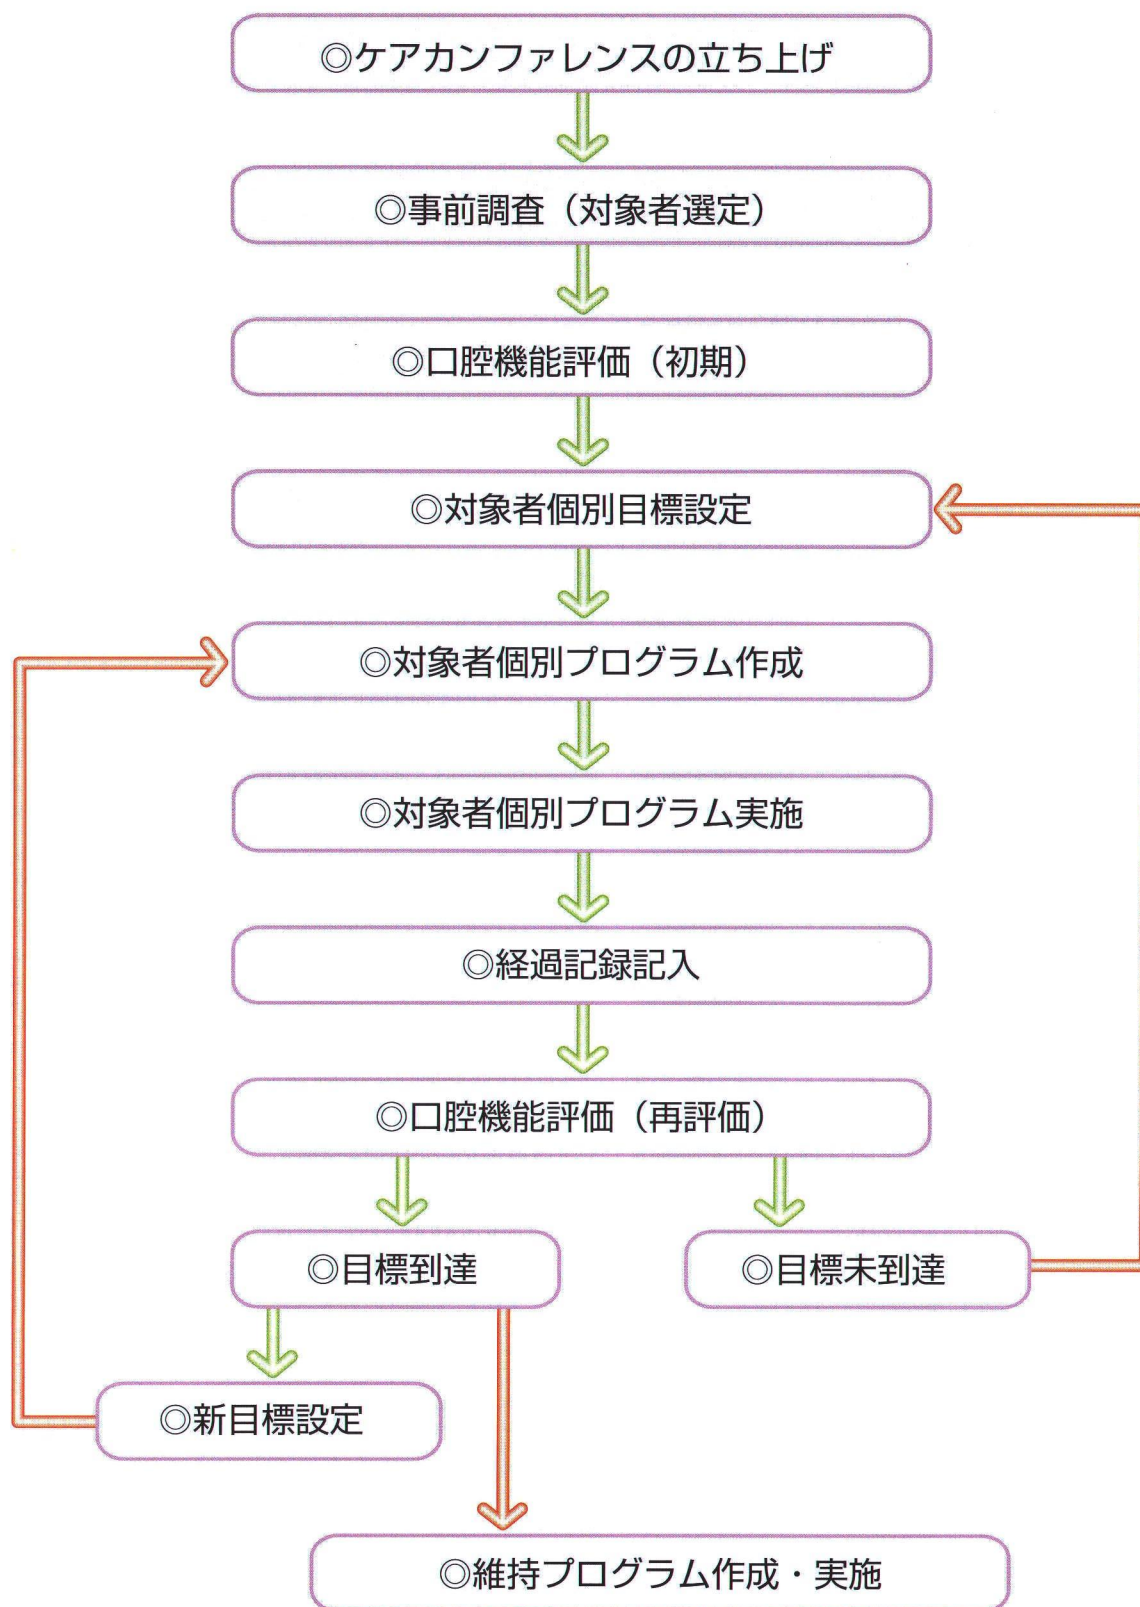 ◎ケアカンファレンスの立ち上げ
◎事前調査（対象者選定）
◎口腔機能評価（初期）
◎対象者個別目標設定
◎対象者個別プログラム作成
◎対象者個別プログラム実施
◎経過記録記入
◎口腔機能評価（再評価）
◎目標到達
◎目標未到達
◎新目標設定
◎維持プログラム作成・実施